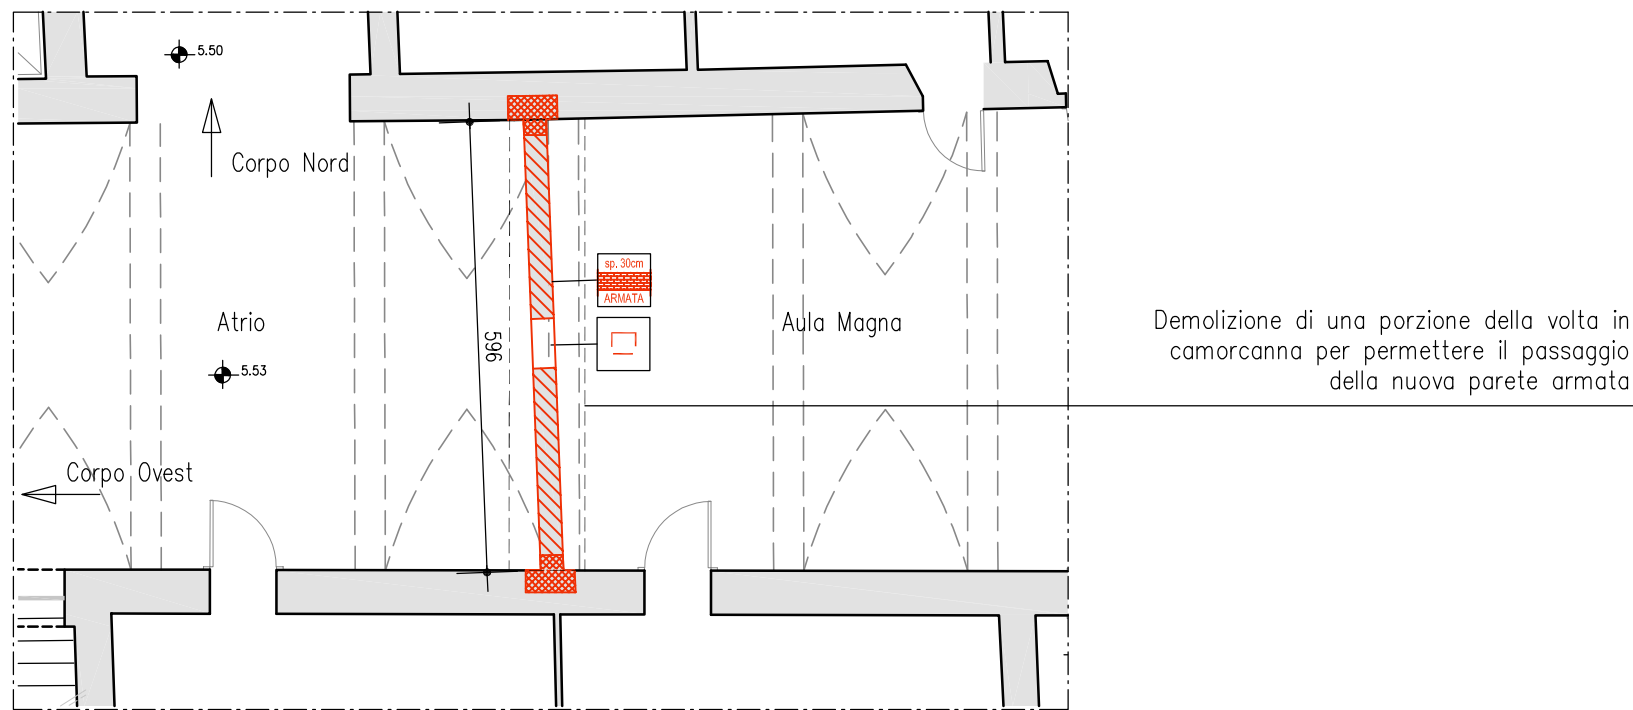 5.50
Corpo Nord
sp. 30cm
ARMATA
Atrio
596
Aula Magna
5.53
Demolizione di una porzione della volta in
camorcanna per permettere il passaggio
della nuova parete armata
Corpo Ovest